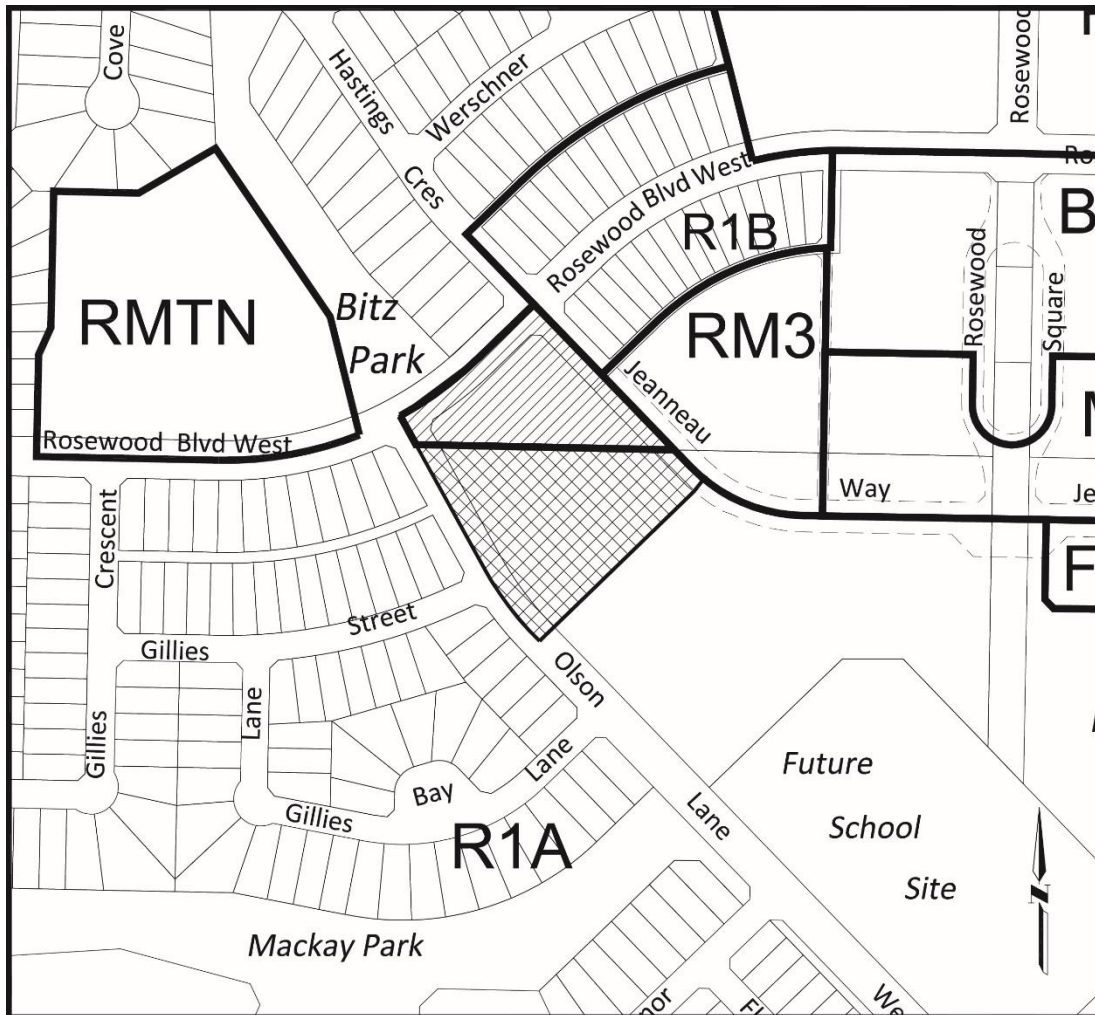 Cove
Hastings
Cres
Werschner
Rosewood
Rosewood Blvd West
R1B
B
RMTN
Bitz
Park
RM3
Jeanneau
Way
Rosewood
Square
Rosewood Blvd West
Crescent
Gillies
Gillies
Street
Lane
Olson
Lane
Gillies
Bay
Lane
R1A
Mackay Park
Future
School
Site
N